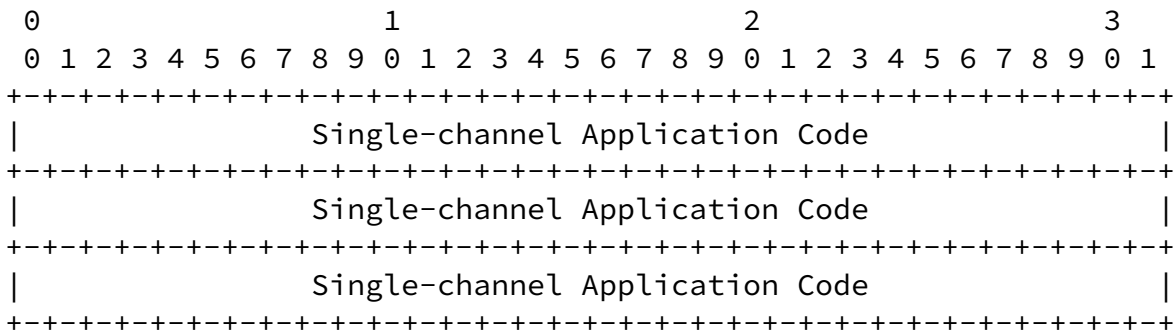 0                   1                   2                   3
 0 1 2 3 4 5 6 7 8 9 0 1 2 3 4 5 6 7 8 9 0 1 2 3 4 5 6 7 8 9 0 1
+-+-+-+-+-+-+-+-+-+-+-+-+-+-+-+-+-+-+-+-+-+-+-+-+-+-+-+-+-+-+-+-+
|                Single-channel Application Code                |
+-+-+-+-+-+-+-+-+-+-+-+-+-+-+-+-+-+-+-+-+-+-+-+-+-+-+-+-+-+-+-+-+
|                Single-channel Application Code                |
+-+-+-+-+-+-+-+-+-+-+-+-+-+-+-+-+-+-+-+-+-+-+-+-+-+-+-+-+-+-+-+-+
|                Single-channel Application Code                |
+-+-+-+-+-+-+-+-+-+-+-+-+-+-+-+-+-+-+-+-+-+-+-+-+-+-+-+-+-+-+-+-+